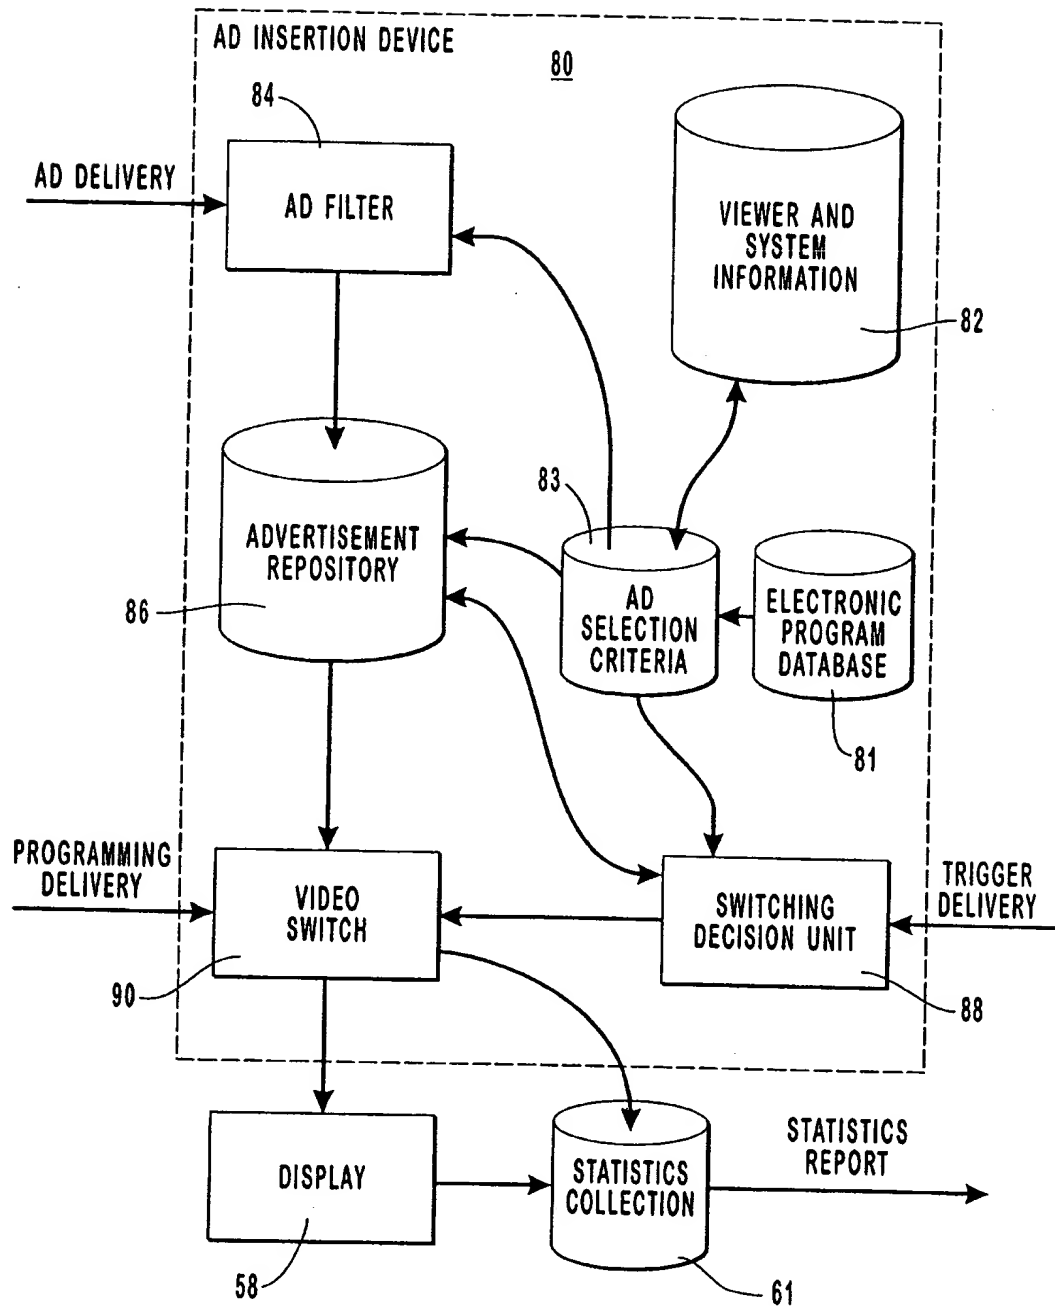 AD INSERTION DEVICE
80
84
AD DELIVERY
AD FILTER
VIEWER AND
SYSTEM
INFORMATION
82
83
ADVERTISEMENT
REPOSITORY
86
AD
SELECTION
CRITERIA
ELECTRONIC
PROGRAM
DATABASE
81
PROGRAMMING
DELIVERY
VIDEO
SWITCH
90
SWITCHING
DECISION UNIT
88
TRIGGER
DELIVERY
DISPLAY
58
STATISTICS
COLLECTION
61
STATISTICS
REPORT